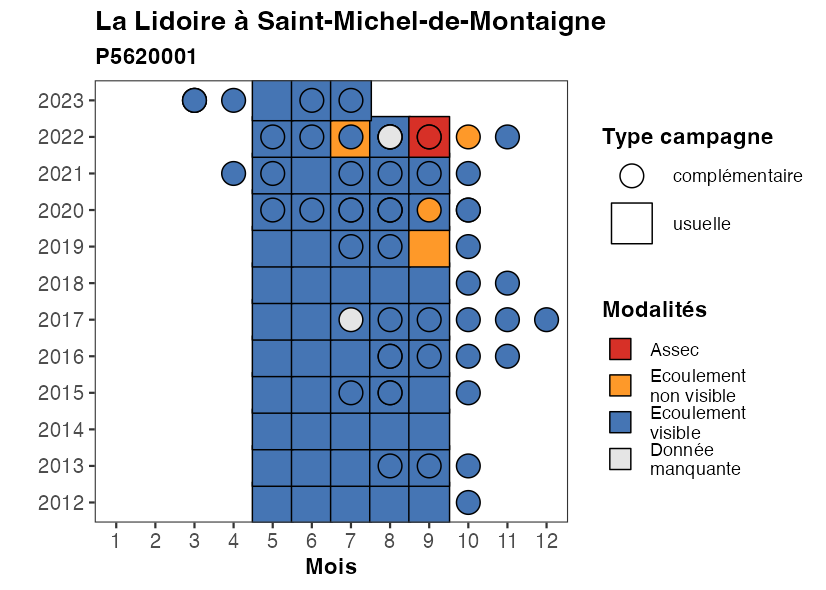 La Lidoire à Saint-Michel-de-Montaigne
P5620001
2023
2022
2021
2020
2019
2018
2017
2016
2015
2014
2013
2012
1 2 3 4 5 6 7 8 9 10 11 12
Mois
Type campagne
complémentaire
usuelle
Modalités
Assec
Ecoulement
non visible
Ecoulement
visible
Donnée
manquante